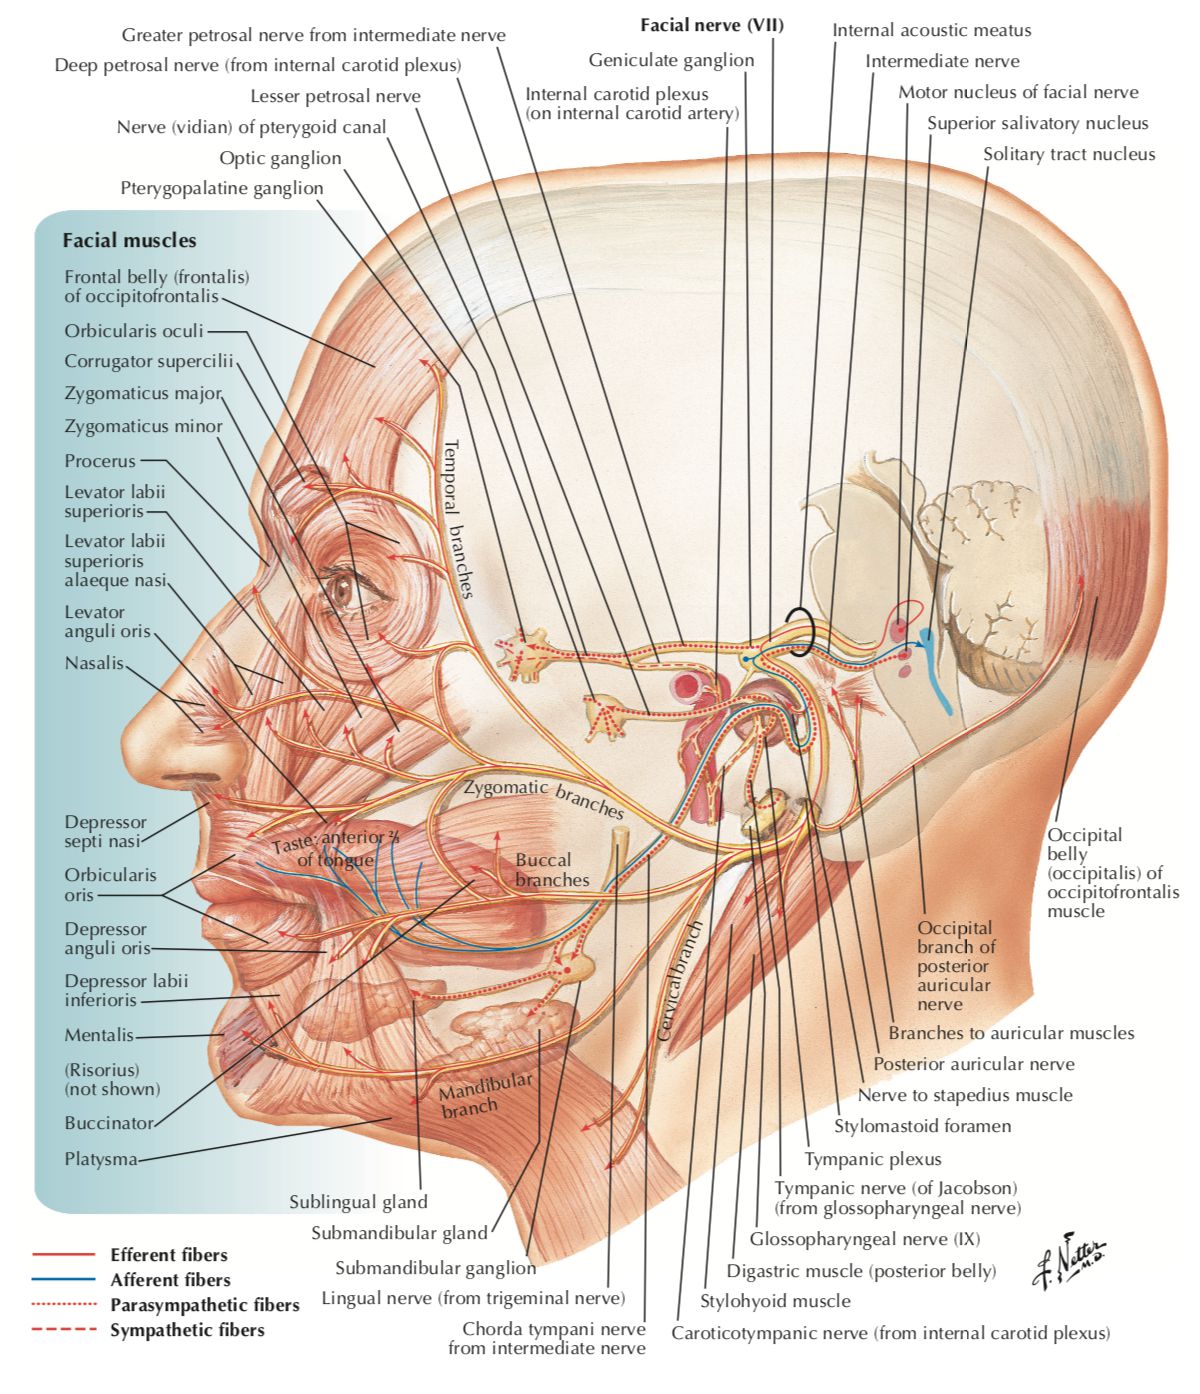 Facial nerve (VII)
Greater petrosal nerve from intermediate nerve
Deep petrosal nerve (from internal carotid plexus)
Lesser petrosal nerve
Nerve (vidian) of pterygoid canal
Optic ganglion
Pterygopalatine ganglion
Geniculate ganglion
Internal carotid plexus
(on internal carotid artery)
Internal acoustic meatus
Intermediate nerve
Motor nucleus of facial nerve
Superior salivatory nucleus
Solitary tract nucleus
Facial muscles
Frontal belly (frontalis)
of occipitofrontalis
Orbicularis oculi
Corrugator supercilii
Zygomaticus major
Zygomaticus minor
Procerus
Levator labii
superioris
Levator labii
superioris
alaeque nasi
Levator
anguli oris
Nasalis
Depressor
septi nasi
Orbicularis
oris
Depressor
anguli oris
Depressor labii
inferioris
Mentalis
(Risorius)
(not shown)
Buccinator
Platysma
Temporal branches
Zygomatic branches
Taste: anterior ⅔
of tongue
Buccal
branches
Cervical branch
Mandibular
branch
Occipital
belly
(occipitalis) of
occipitofrontalis
muscle
Occipital
branch of
posterior
auricular
nerve
Branches to auricular muscles
Posterior auricular nerve
Nerve to stapedius muscle
Stylomastoid foramen
Tympanic plexus
Tympanic nerve (of Jacobson)
(from glossopharyngeal nerve)
Glossopharyngeal nerve (IX)
Digastric muscle (posterior belly)
Stylohyoid muscle
Caroticotympanic nerve (from internal carotid plexus)
Sublingual gland
Submandibular gland
Submandibular ganglion
Lingual nerve (from trigeminal nerve)
Chorda tympani nerve
from intermediate nerve
Efferent fibers
Afferent fibers
Parasympathetic fibers
Sympathetic fibers
F. Netter
M.D.